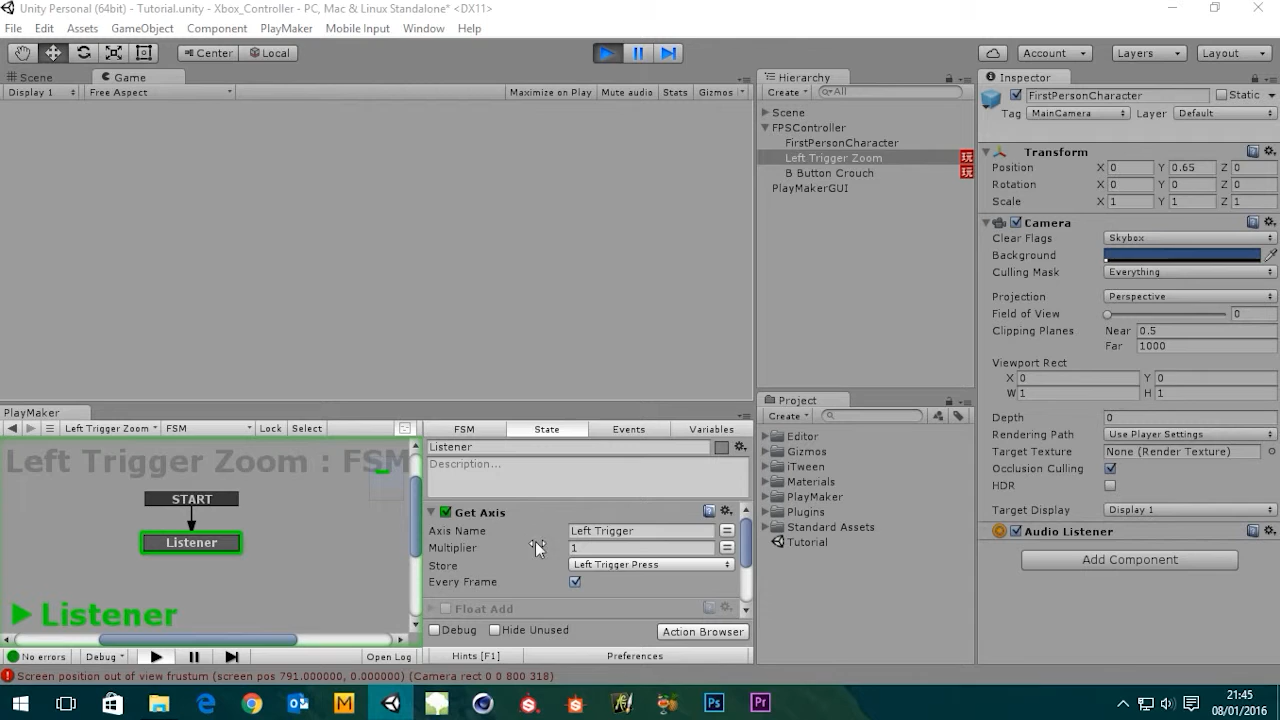 Unity Personal (64bit) - Tutorial.unity - Xbox_Controller - PC, Mac & Linux Standalone* <DX11>
File Edit Assets GameObject Component PlayMaker Mobile Input Window Help
Center Local Account Layers Layout
Scene Game
Display 1 Free Aspect Maximize on Play Mute audio Stats Gizmos
Hierarchy
Create All
Scene
FPSController
FirstPersonCharacter
Left Trigger Zoom 玩
B Button Crouch 玩
PlayMakerGUI
Inspector
FirstPersonCharacter Static
Tag MainCamera Layer Default
Transform
Position X 0 Y 0.65 Z 0
Rotation X 0 Y 0 Z 0
Scale X 1 Y 1 Z 1
Camera
Clear Flags Skybox
Background
Culling Mask Everything
Projection Perspective
Field of View 0
Clipping Planes Near 0.5
Far 1000
Viewport Rect
X 0 Y 0
W 1 H 1
Depth 0
Rendering Path Use Player Settings
Target Texture None (Render Texture)
Occlusion Culling
HDR
Target Display Display 1
Audio Listener
Add Component
Project
Create
Editor
Gizmos
iTween
Materials
PlayMaker
Plugins
Standard Assets
Tutorial
PlayMaker
Left Trigger Zoom FSM Lock Select
Left Trigger Zoom : FSM
START
Listener
Listener
FSM State Events Variables
Listener
Description...
Get Axis
Axis Name Left Trigger
Multiplier 1
Store Left Trigger Press
Every Frame
Float Add
Debug Hide Unused Action Browser
No errors Debug Open Log Hints [F1] Preferences
Screen position out of view frustum (screen pos 791.000000, 0.000000) (Camera rect 0 0 800 318)
M Ps Pr
21:45
08/01/2016